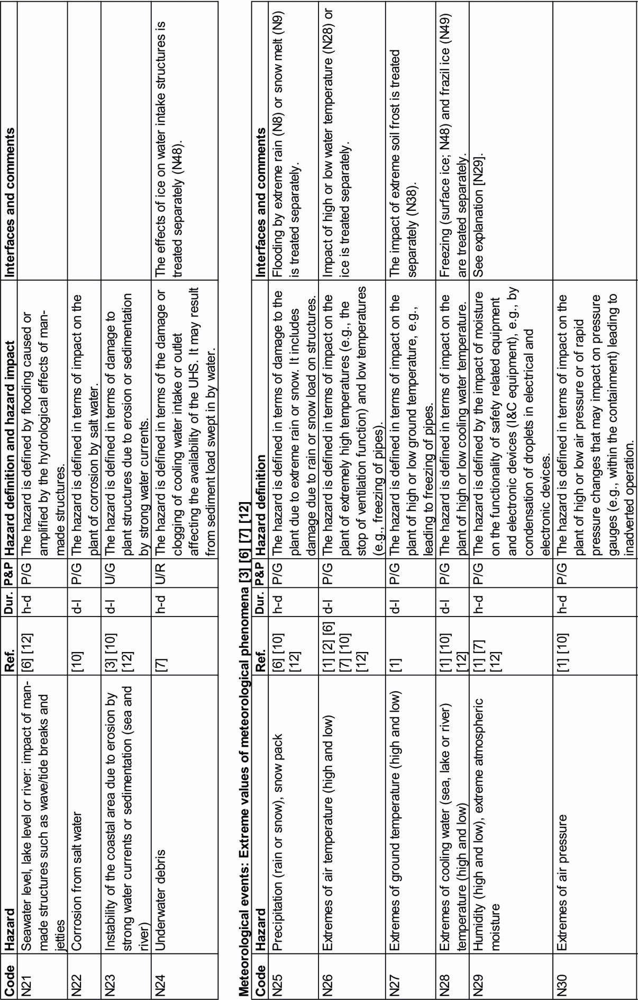 Code Hazard Ref. Dur. P&P Hazard definition and hazard impact Interfaces and comments
N21 Seawater level, lake level or river: impact of man- [6] [12] h-d P/G The hazard is defined by flooding caused or
made structures such as wave/tide breaks and amplified by the hydrological effects of man-
jetties made structures.
N22 Corrosion from salt water [10] d-l P/G The hazard is defined in terms of impact on the
plant of corrosion by salt water.
N23 Instability of the coastal area due to erosion by [3] [10] d-l U/G The hazard is defined in terms of damage to
strong water currents or sedimentation (sea and [12] plant structures due to erosion or sedimentation
river) by strong water currents.
N24 Underwater debris [7] h-d U/R The hazard is defined in terms of the damage or The effects of ice on water intake structures is
clogging of cooling water intake or outlet treated separately (N48).
affecting the availability of the UHS. It may result
from sediment load swept in by water.
Meteorological events: Extreme values of meteorological phenomena [3] [6] [7] [12]
Code Hazard Ref. Dur. P&P Hazard definition Interfaces and comments
N25 Precipitation (rain or snow), snow pack [6] [10] h-d P/G The hazard is defined in terms of damage to the Flooding by extreme rain (N8) or snow melt (N9)
[12] plant due to extreme rain or snow. It includes is treated separately.
damage due to rain or snow load on structures.
N26 Extremes of air temperature (high and low) [1] [2] [6] d-l P/G The hazard is defined in terms of impact on the Impact of high or low water temperature (N28) or
[7] [10] plant of extremely high temperatures (e.g., the ice is treated separately.
[12] stop of ventilation function) and low temperatures
(e.g., freezing of pipes).
N27 Extremes of ground temperature (high and low) [1] d-l P/G The hazard is defined in terms of impact on the The impact of extreme soil frost is treated
plant of high or low ground temperature, e.g., separately (N38).
leading to freezing of pipes.
N28 Extremes of cooling water (sea, lake or river) [1] [10] d-l P/G The hazard is defined in terms of impact on the Freezing (surface ice; N48) and frazil ice (N49)
temperature (high and low) [12] plant of high or low cooling water temperature. are treated separately.
N29 Humidity (high and low), extreme atmospheric [1] [7] h-d P/G The hazard is defined by the impact of moisture See explanation [N29].
moisture [12] on the functionality of safety related equipment
and electronic devices (I&C equipment), e.g., by
condensation of droplets in electrical and
electronic devices.
N30 Extremes of air pressure [1] [10] h-d P/G The hazard is defined in terms of impact on the
plant of high or low air pressure or of rapid
pressure changes that may impact on pressure
gauges (e.g., within the containment) leading to
inadverted operation.